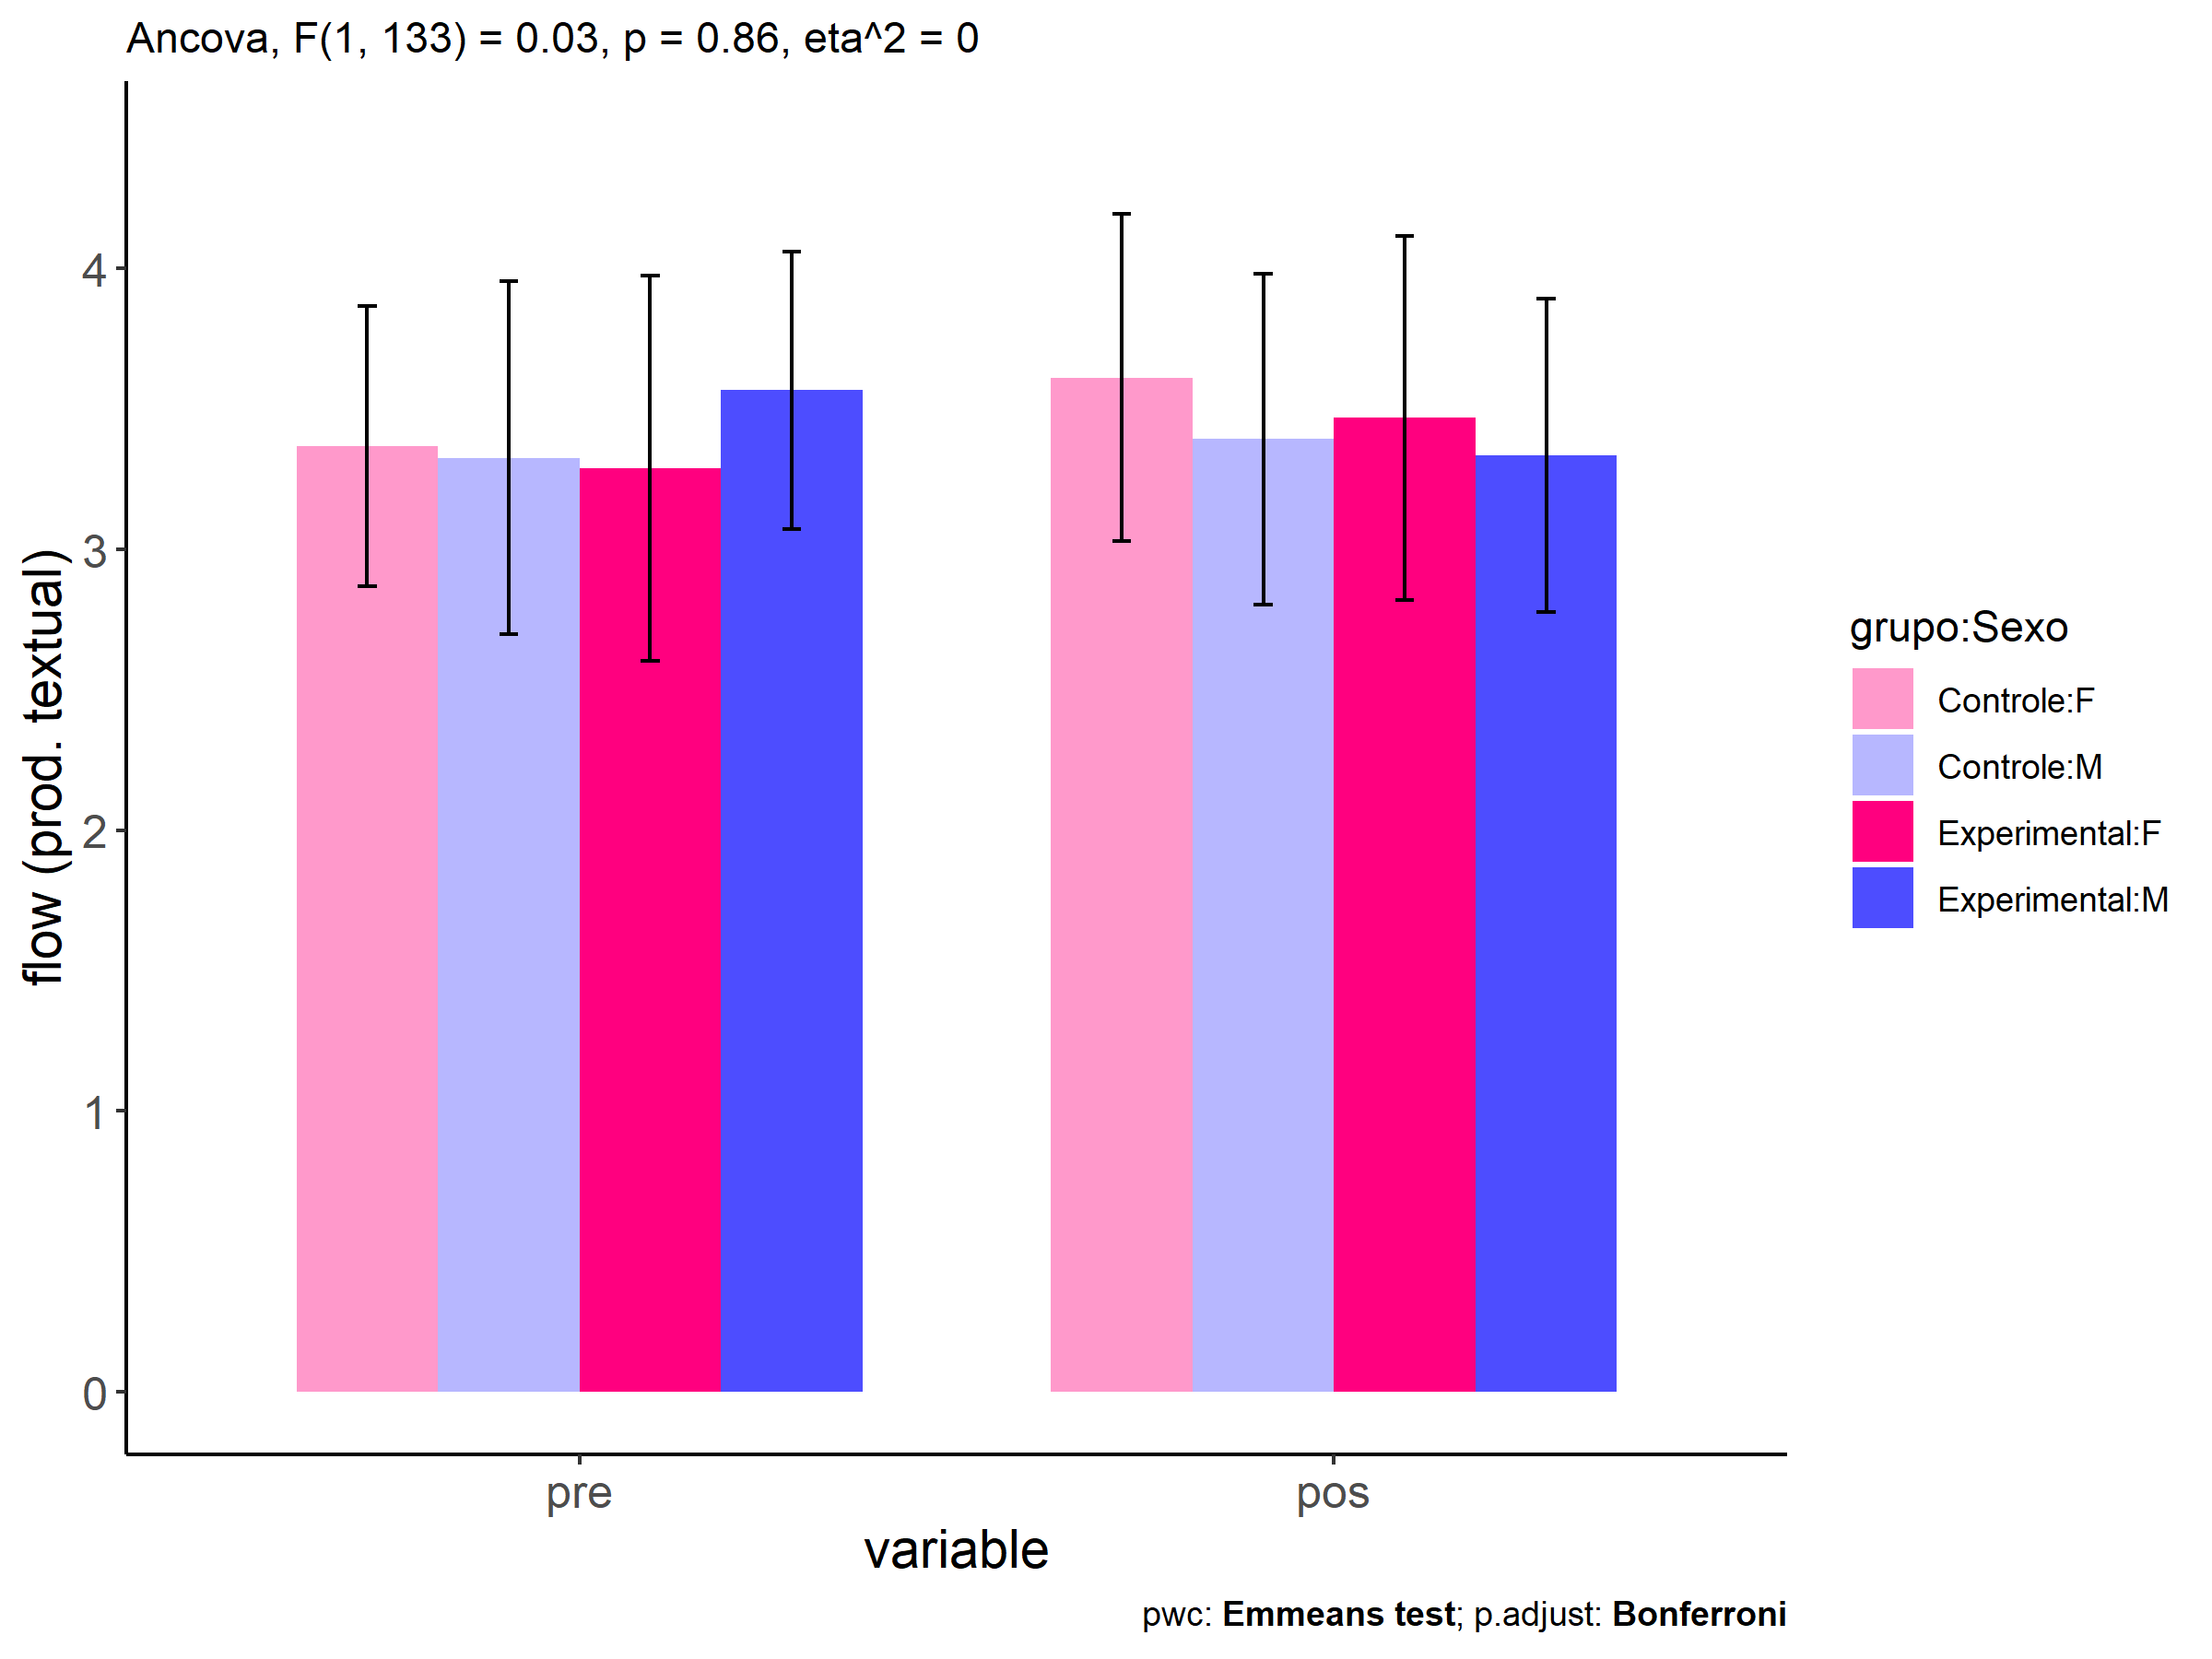 Ancova, F(1, 133) = 0.03, p = 0.86, eta^2 = 0
flow (prod. textual)
4
3
2
1
0
pre
pos
variable
grupo:Sexo
Controle:F
Controle:M
Experimental:F
Experimental:M
pwc: Emmeans test; p.adjust: Bonferroni